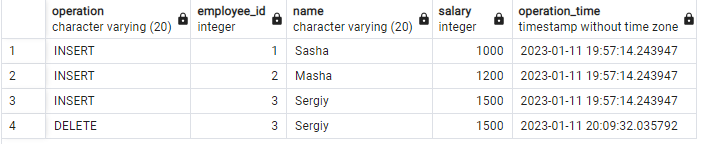 operation employee_id name salary operation_time
character varying (20) integer character varying (20) integer timestamp without time zone
1 INSERT 1 Sasha 1000 2023-01-11 19:57:14.243947
2 INSERT 2 Masha 1200 2023-01-11 19:57:14.243947
3 INSERT 3 Sergiy 1500 2023-01-11 19:57:14.243947
4 DELETE 3 Sergiy 1500 2023-01-11 20:09:32.035792